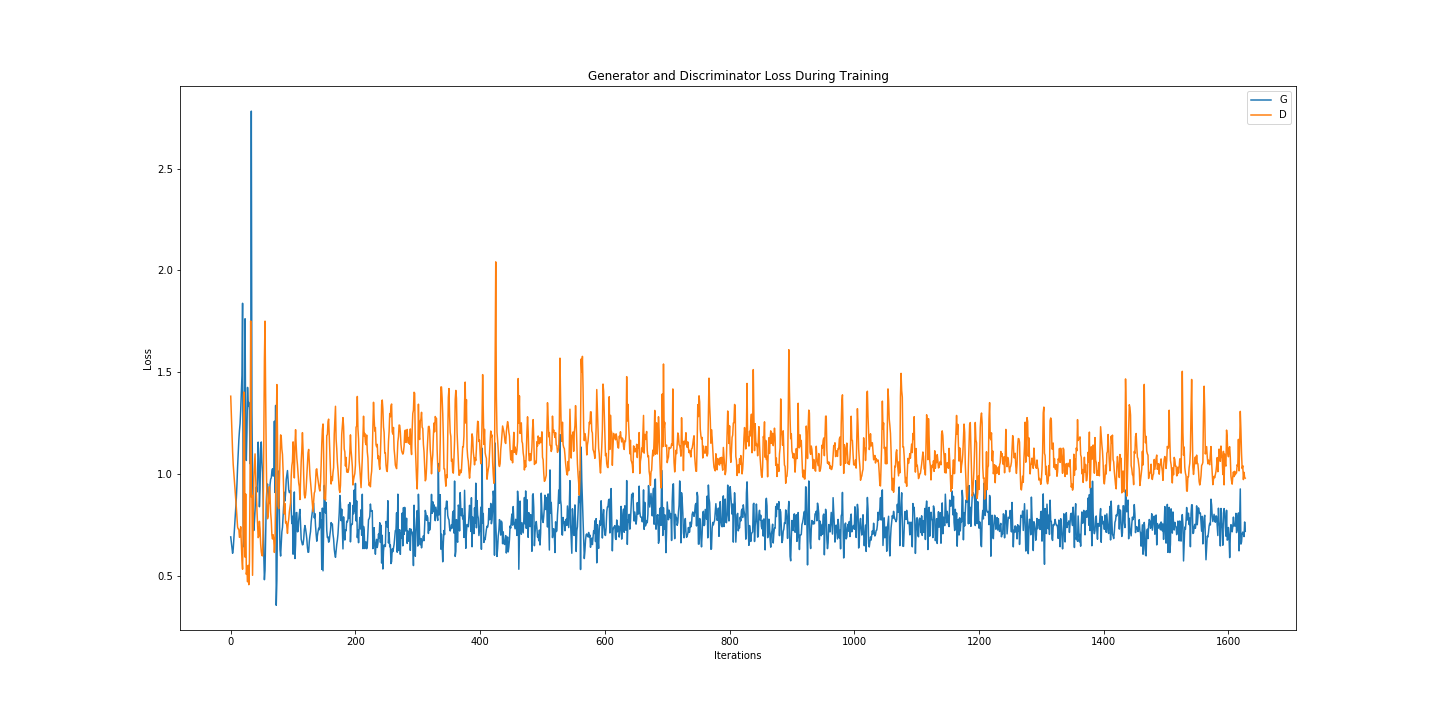 Generator and Discriminator Loss During Training
G
D
2.5
2.0
1.5
1.0
0.5
Loss
0 200 400 600 800 1000 1200 1400 1600
Iterations